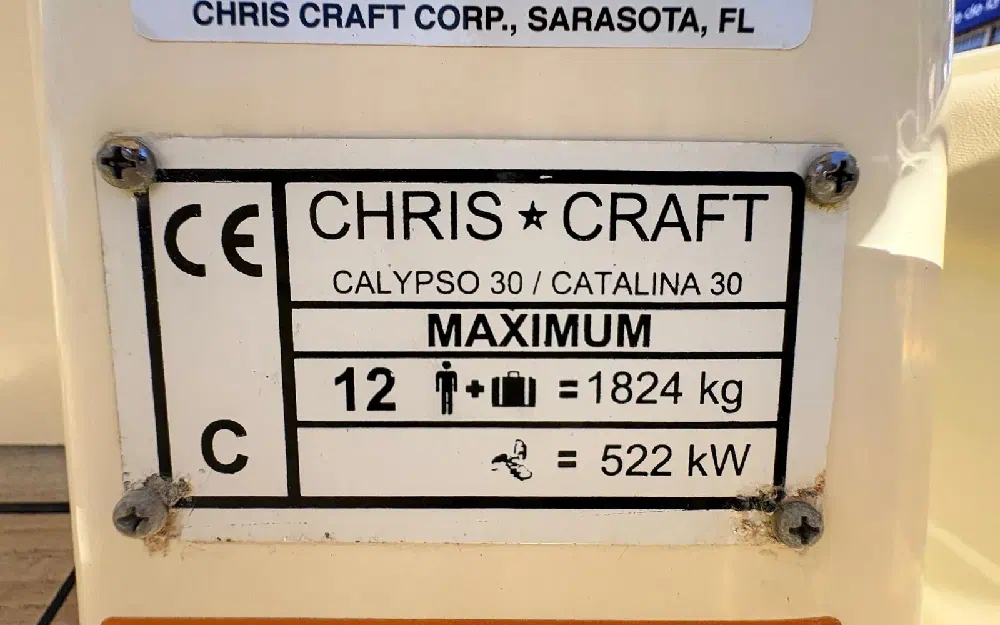 CHRIS CRAFT CORP., SARASOTA, FL
CE
CHRIS ★ CRAFT
CALYPSO 30 / CATALINA 30
MAXIMUM
12 + = 1824 kg
C
= 522 kW